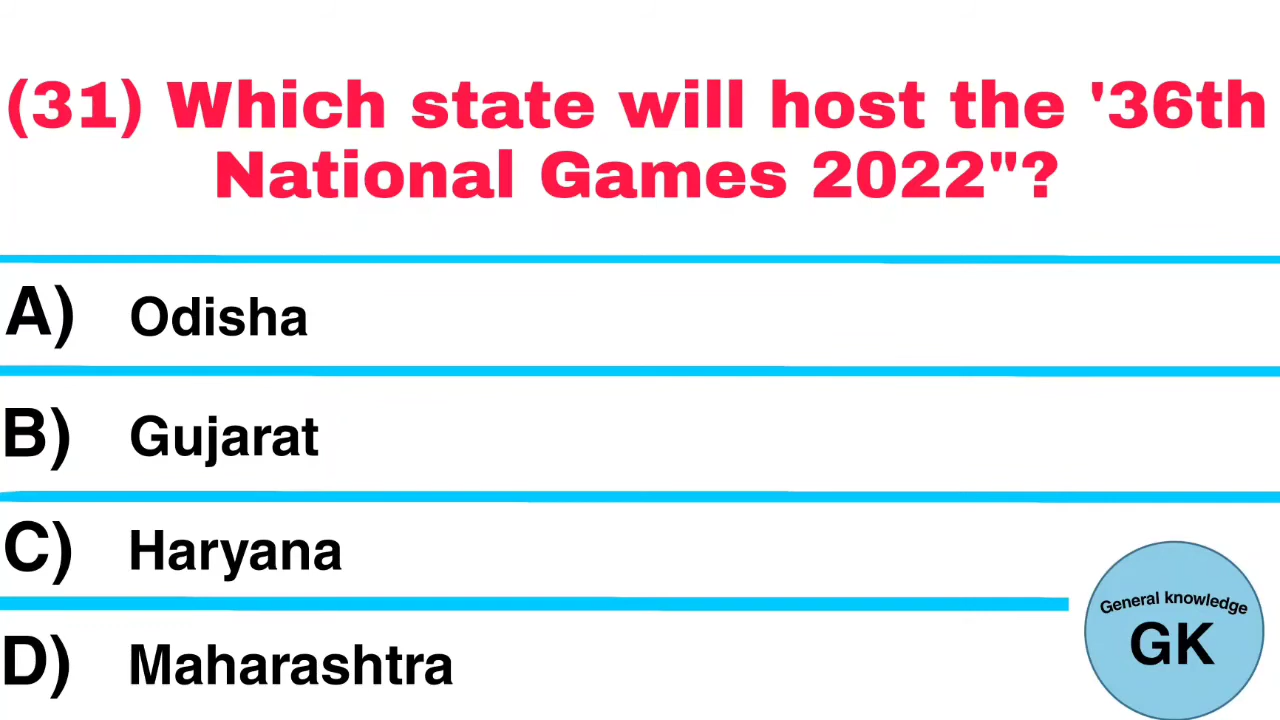 (31) Which state will host the '36th
National Games 2022"?
A) Odisha
B) Gujarat
C) Haryana
D) Maharashtra
General knowledge
GK